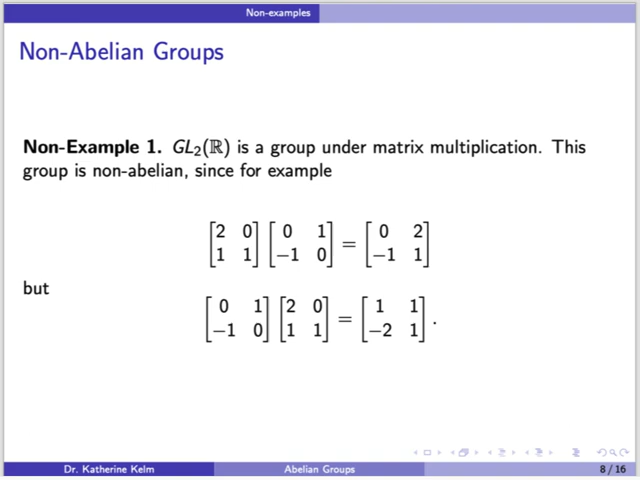 Non-examples
Non-Abelian Groups
Non-Example 1. GL₂(ℝ) is a group under matrix multiplication. This
group is non-abelian, since for example
[2 0; 1 1] [0 1; −1 0] = [0 2; −1 1]
but
[0 1; −1 0] [2 0; 1 1] = [1 1; −2 1].
Dr. Katherine Kelm Abelian Groups 8 / 16